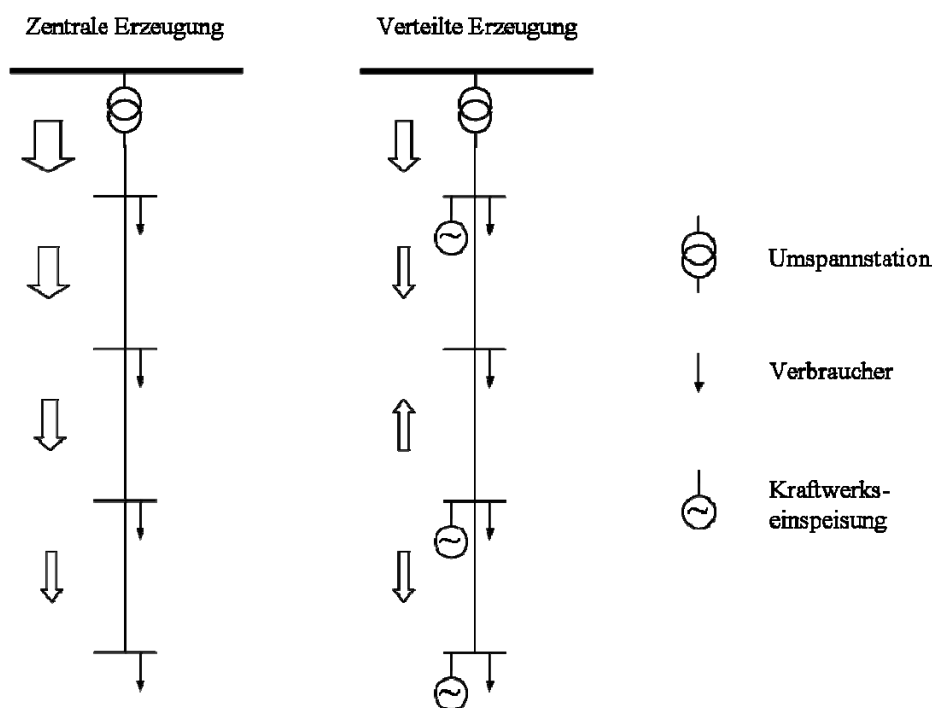 Zentrale Erzeugung
Verteilte Erzeugung
Umspannstation
Verbraucher
Kraftwerks-
einspeisung